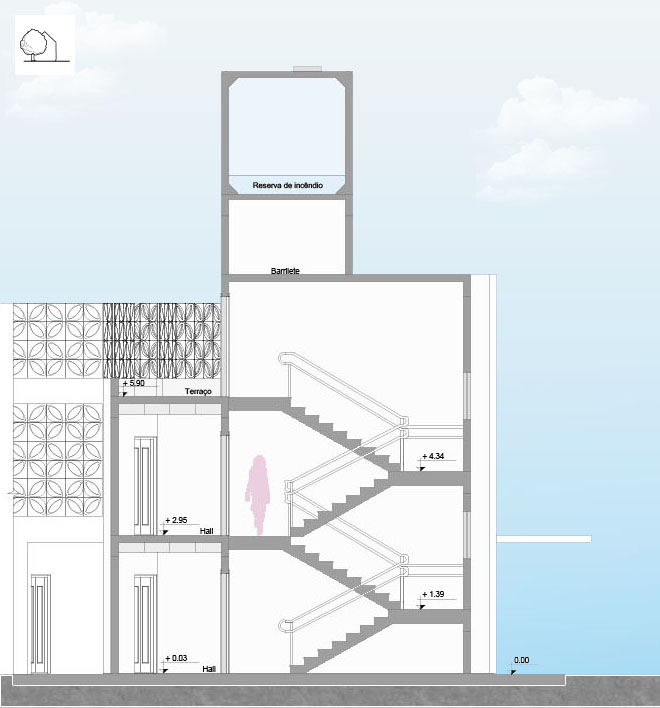 Reserva de incêndio
Barrilete
+ 5.90
Terraço
+ 4.34
+ 2.95
Hall
+ 1.39
+ 0.03
Hall
0.00